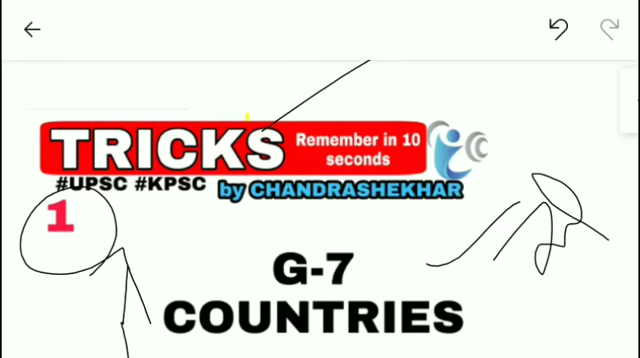 TRICKS
Remember in 10
seconds
#UPSC #KPSC by CHANDRASHEKHAR
1
G-7
COUNTRIES